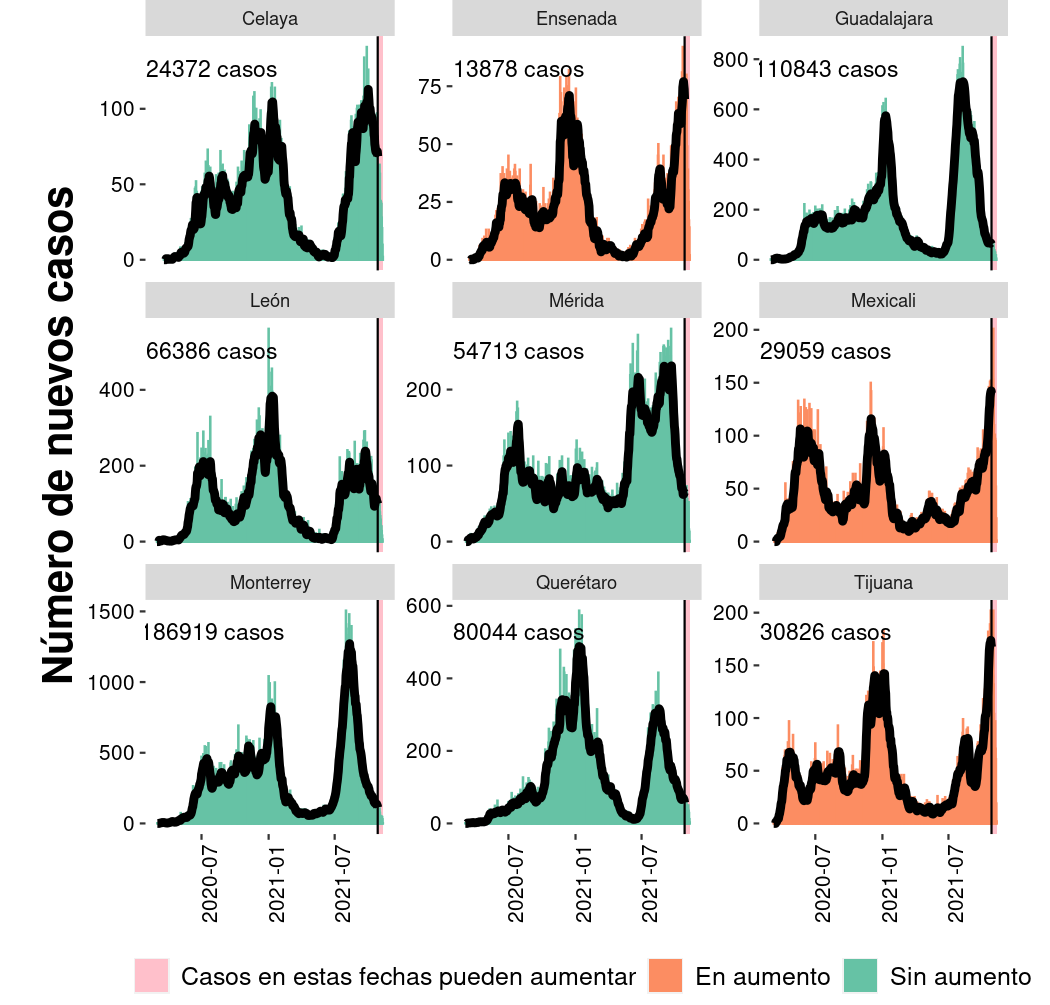 Número de nuevos casos
Celaya
24372 casos
100
50
0
Ensenada
13878 casos
75
50
25
0
Guadalajara
110843 casos
800
600
400
200
0
León
66386 casos
400
200
0
Mérida
54713 casos
200
100
0
Mexicali
29059 casos
200
150
100
50
0
Monterrey
186919 casos
1500
1000
500
0
Querétaro
80044 casos
600
400
200
0
Tijuana
30826 casos
200
150
100
50
0
2020-07
2021-01
2021-07
2020-07
2021-01
2021-07
2020-07
2021-01
2021-07
Casos en estas fechas pueden aumentar
En aumento
Sin aumento